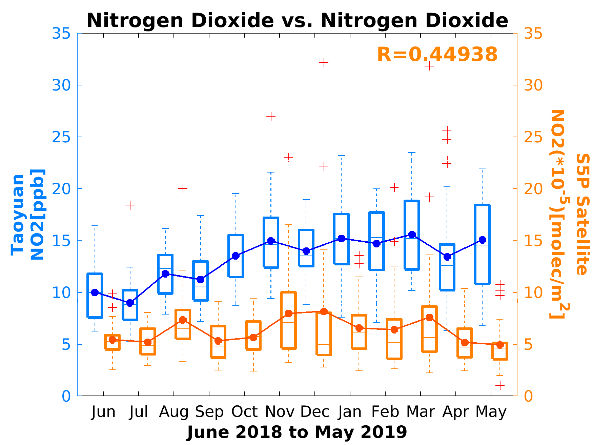 Nitrogen Dioxide vs. Nitrogen Dioxide
R=0.44938
35
30
25
20
15
10
5
0
Taoyuan
NO2[ppb]
35
30
25
20
15
10
5
0
S5P Satellite
NO2(*10^-5)[molec/m^2]
Jun Jul Aug Sep Oct Nov Dec Jan Feb Mar Apr May
June 2018 to May 2019